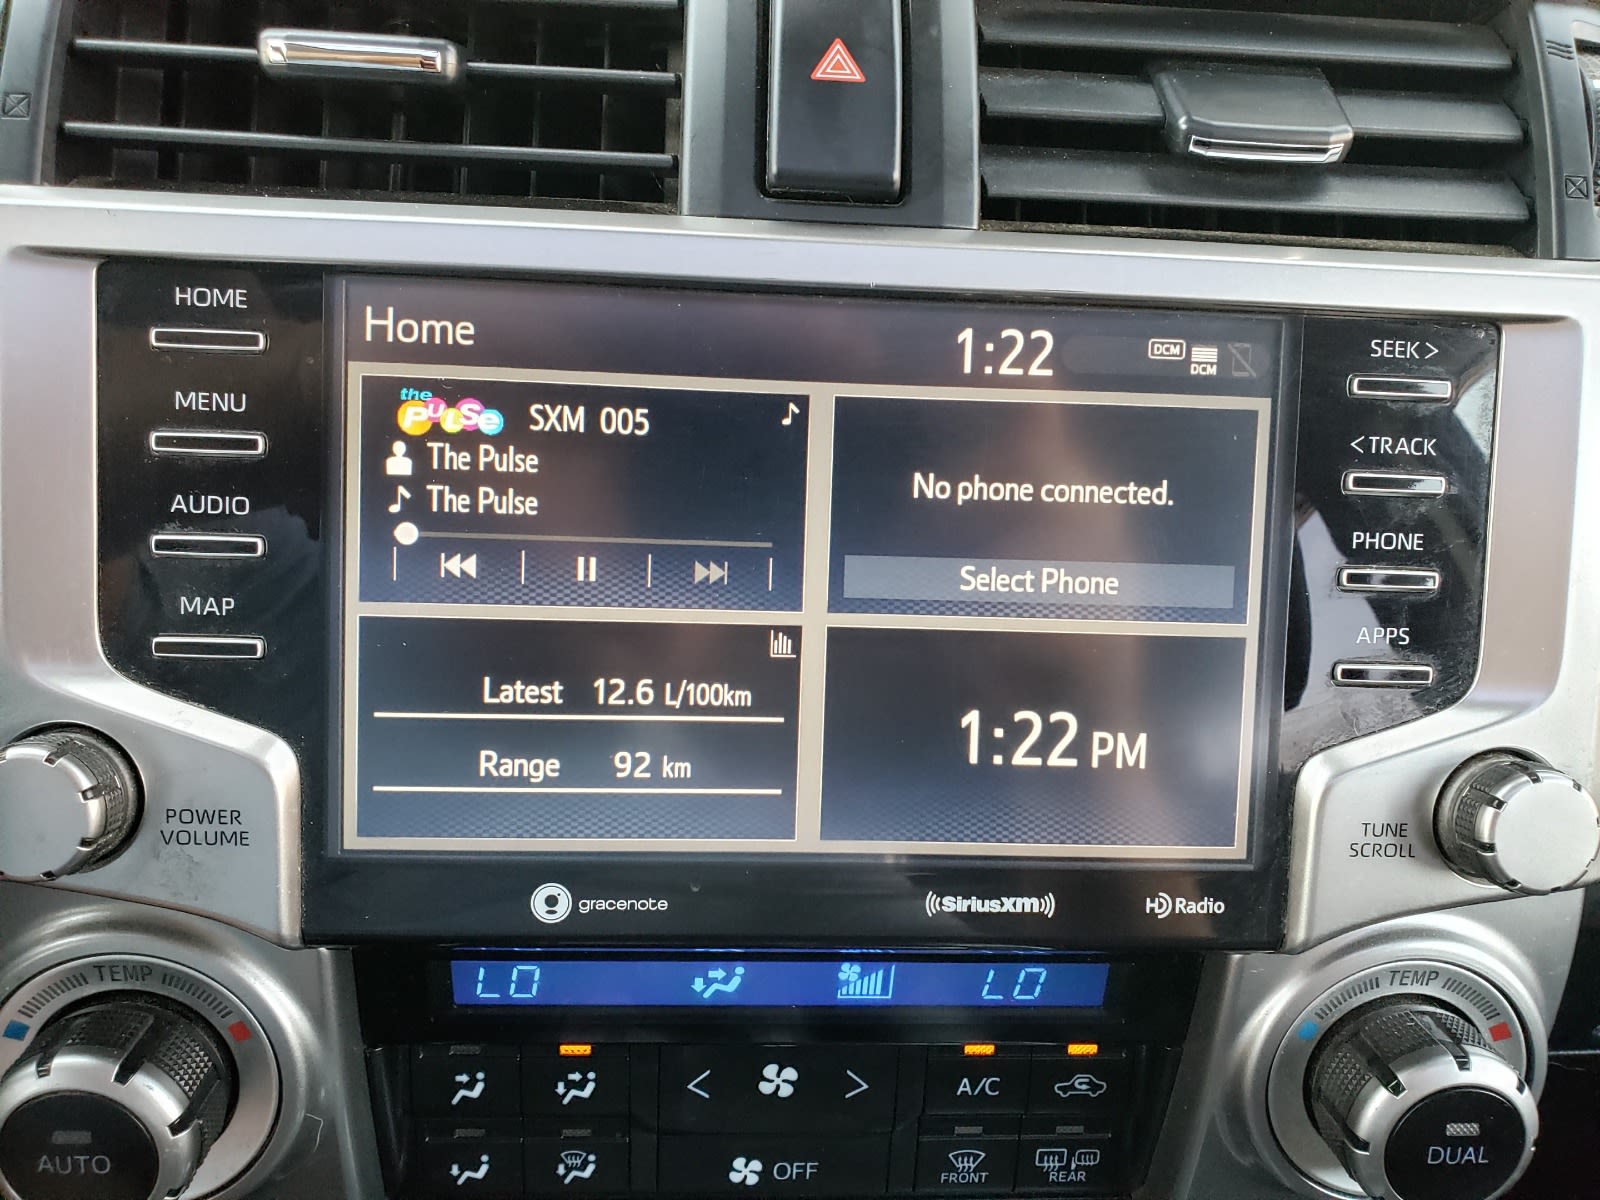 HOME
MENU
AUDIO
MAP
POWER
VOLUME
Home
1:22
DCM
DCM
the
PULSE
SXM 005
The Pulse
The Pulse
No phone connected.
Select Phone
Latest 12.6 L/100km
Range 92 km
1:22 PM
SEEK >
< TRACK
PHONE
APPS
TUNE
SCROLL
gracenote
((SiriusXM))
HD Radio
TEMP
LO
LO
TEMP
AUTO
< >
A/C
OFF
FRONT
REAR
DUAL